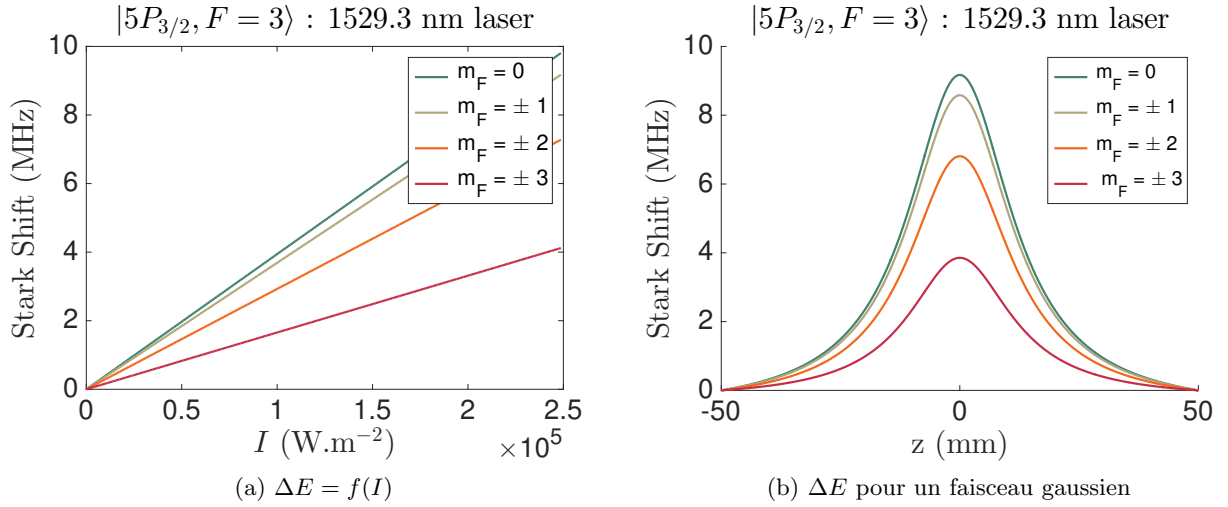 |5P3/2, F = 3⟩ : 1529.3 nm laser
Stark Shift (MHz)
10
8
6
4
2
0
m_F = 0
m_F = ± 1
m_F = ± 2
m_F = ± 3
0
0.5
1
1.5
2
2.5
×10^5
I (W.m−2)
(a) ΔE = f(I)
|5P3/2, F = 3⟩ : 1529.3 nm laser
Stark Shift (MHz)
10
8
6
4
2
0
m_F = 0
m_F = ± 1
m_F = ± 2
m_F = ± 3
-50
0
50
z (mm)
(b) ΔE pour un faisceau gaussien